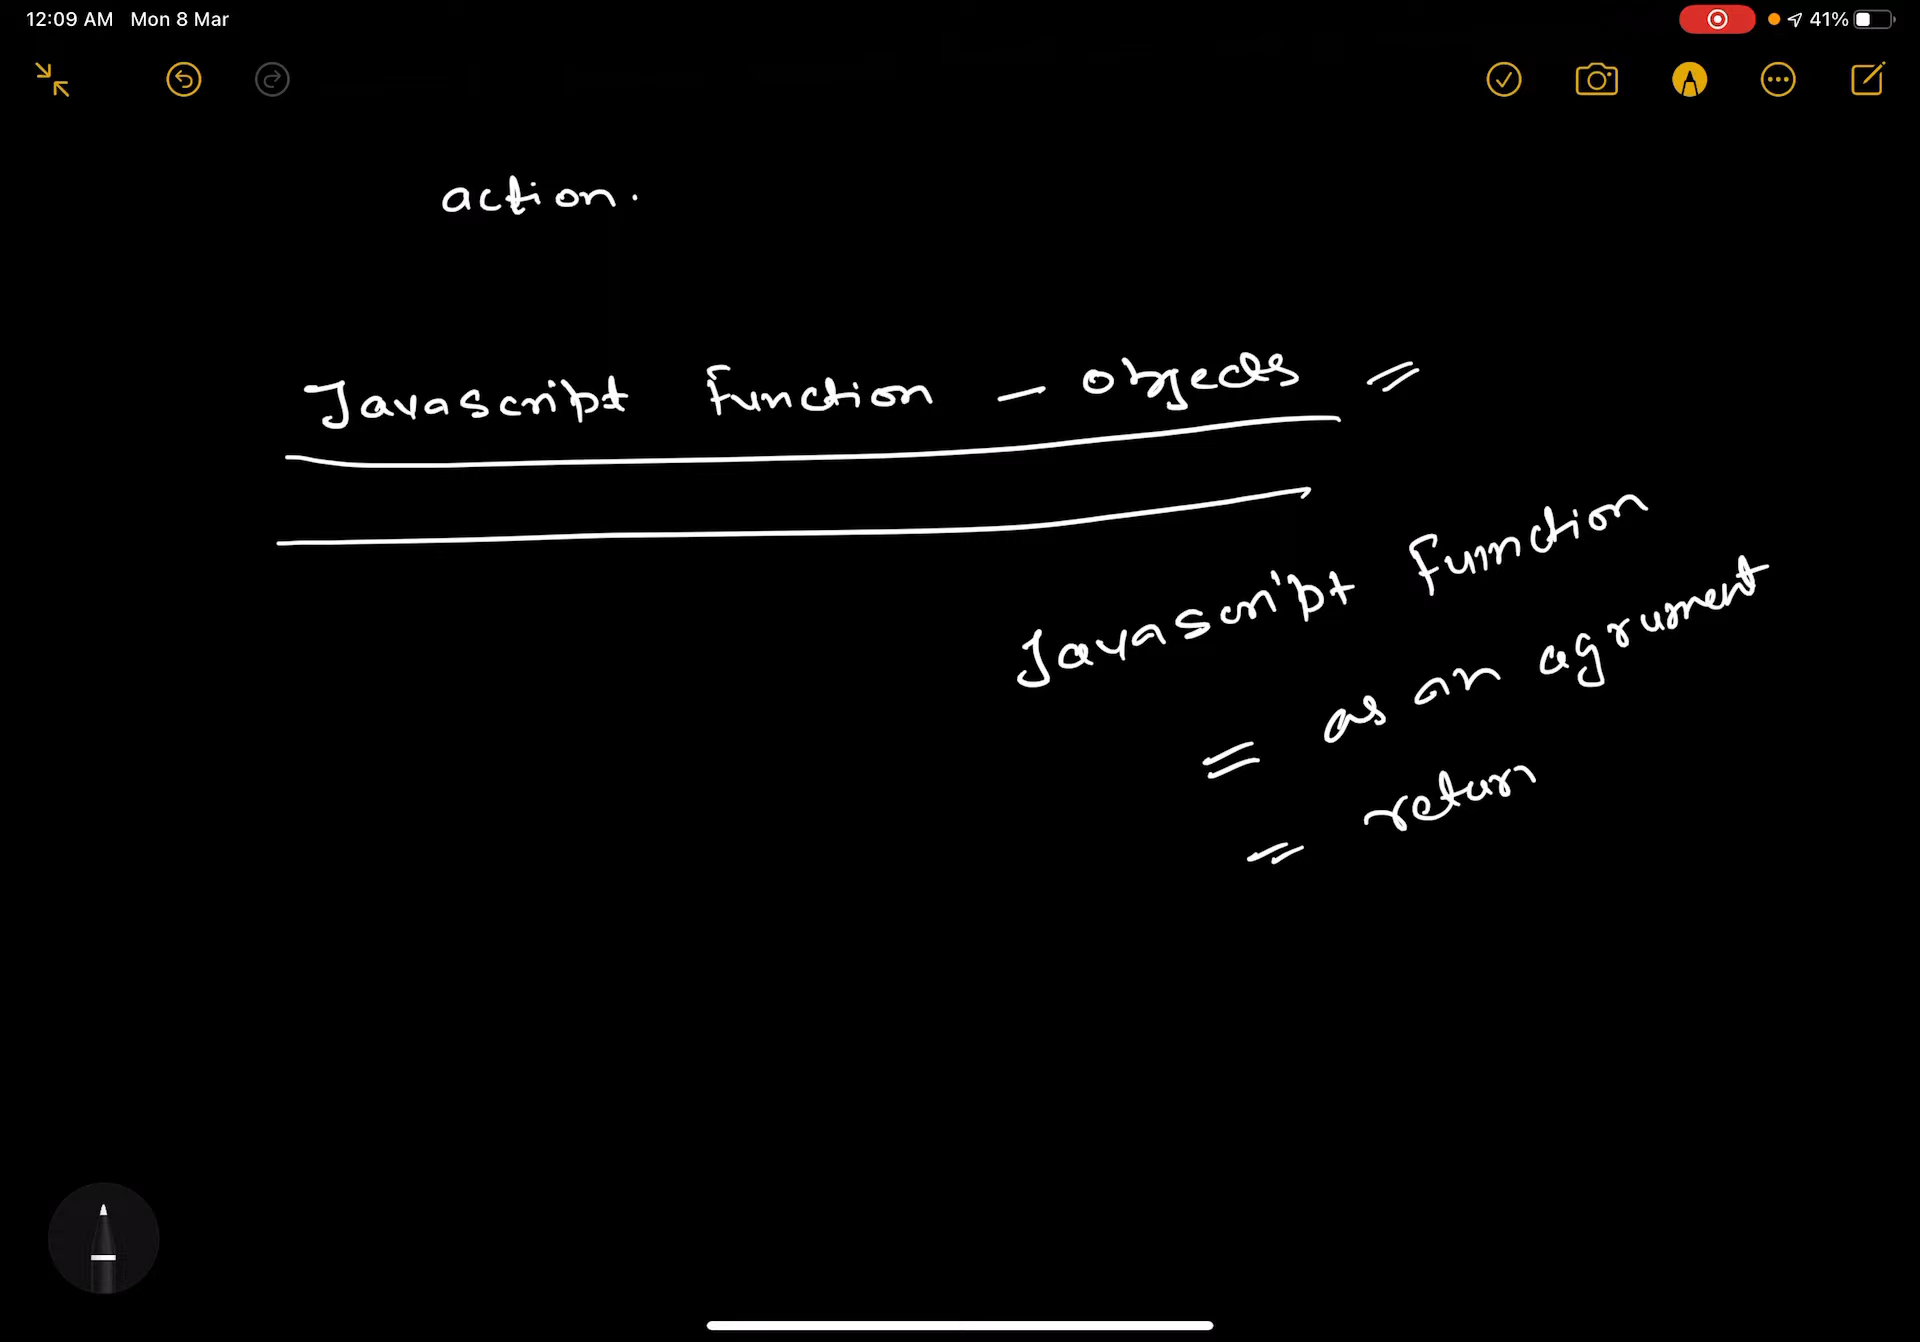 12:09 AM Mon 8 Mar
41%
action.
Javascript function - objects =
Javascript function
= as an agrument
= return